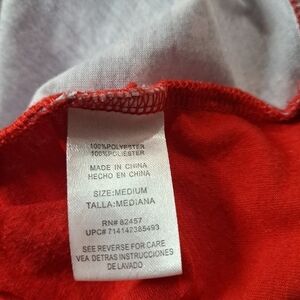 100%POLYESTER
100%POLIESTER
MADE IN CHINA
HECHO EN CHINA
SIZE:MEDIUM
TALLA:MEDIANA
RN# 82457
UPC# 714147385493
SEE REVERSE FOR CARE
VEA DETRAS INSTRUCCIONES
DE LAVADO